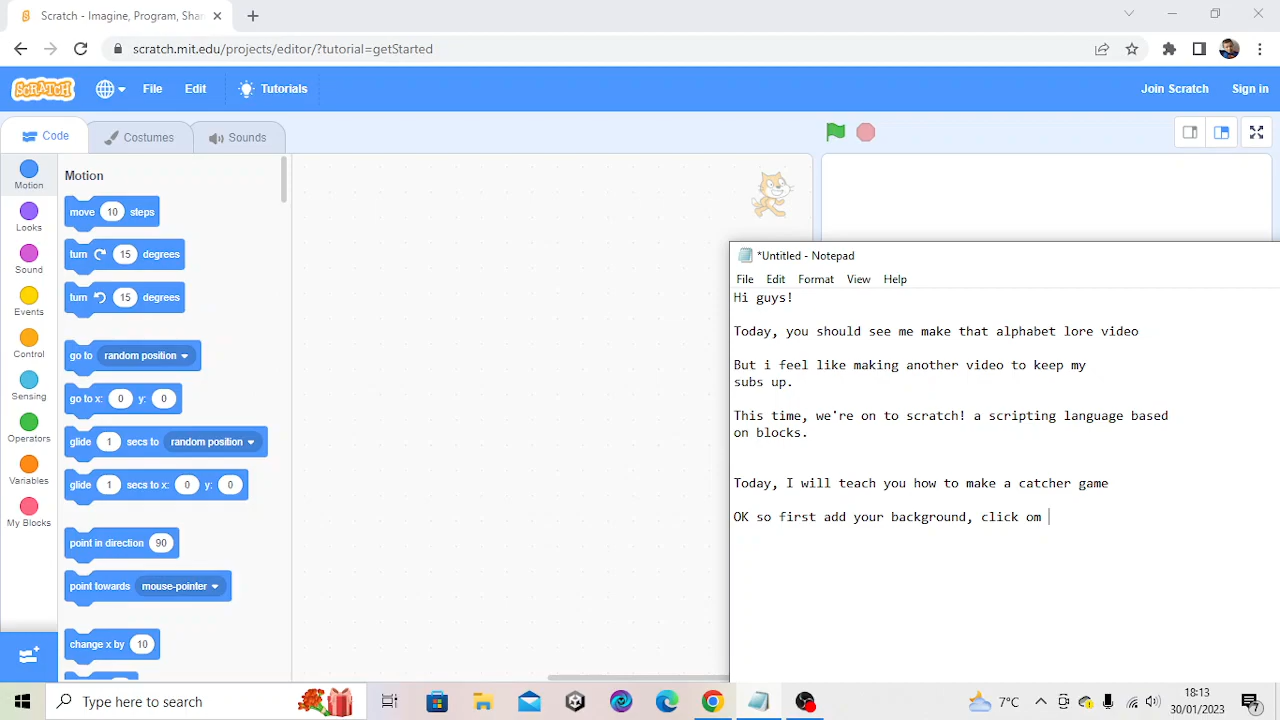 Scratch - Imagine, Program, Shar
scratch.mit.edu/projects/editor/?tutorial=getStarted
SCRATCH File Edit Tutorials Join Scratch Sign in
Code Costumes Sounds
Motion
Looks
Sound
Events
Control
Sensing
Operators
Variables
My Blocks
Motion
move 10 steps
turn 15 degrees
turn 15 degrees
go to random position
go to x: 0 y: 0
glide 1 secs to random position
glide 1 secs to x: 0 y: 0
point in direction 90
point towards mouse-pointer
change x by 10
*Untitled - Notepad
File Edit Format View Help
Hi guys!
Today, you should see me make that alphabet lore video
But i feel like making another video to keep my
subs up.
This time, we're on to scratch! a scripting language based
on blocks.
Today, I will teach you how to make a catcher game
OK so first add your background, click om
Type here to search
7°C
18:13
30/01/2023
7